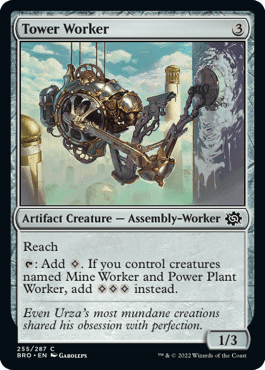 Tower Worker 3
Artifact Creature — Assembly-Worker
Reach
: Add . If you control creatures
named Mine Worker and Power Plant
Worker, add instead.
Even Urza's most mundane creations
shared his obsession with perfection.
1/3
255/287 C
BRO • EN GABOLEPS
™ & © 2022 Wizards of the Coast